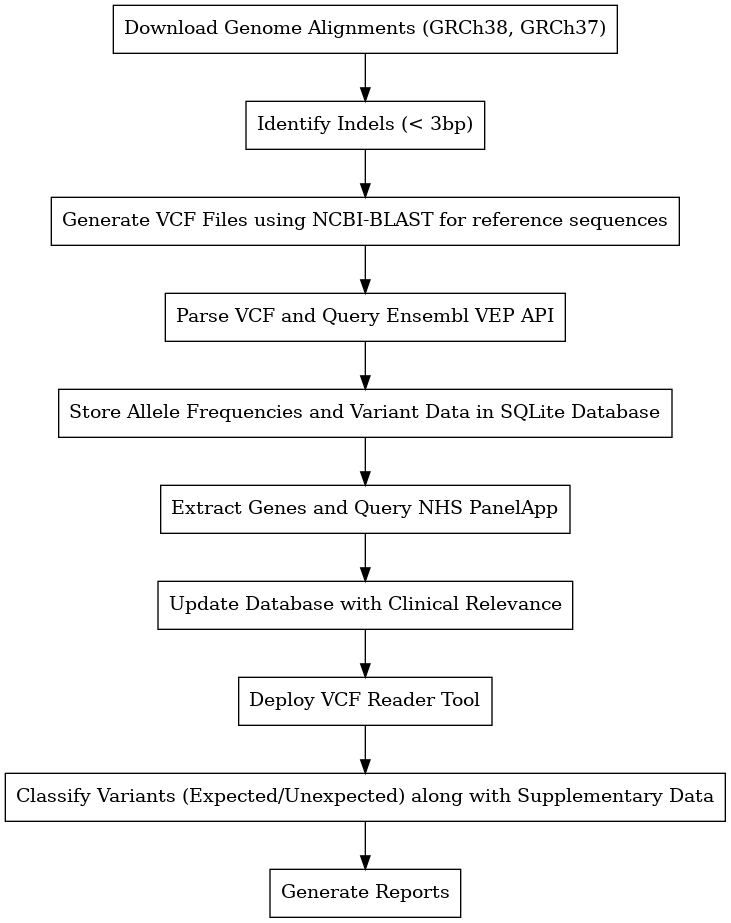 Download Genome Alignments (GRCh38, GRCh37)
Identify Indels (< 3bp)
Generate VCF Files using NCBI-BLAST for reference sequences
Parse VCF and Query Ensembl VEP API
Store Allele Frequencies and Variant Data in SQLite Database
Extract Genes and Query NHS PanelApp
Update Database with Clinical Relevance
Deploy VCF Reader Tool
Classify Variants (Expected/Unexpected) along with Supplementary Data
Generate Reports